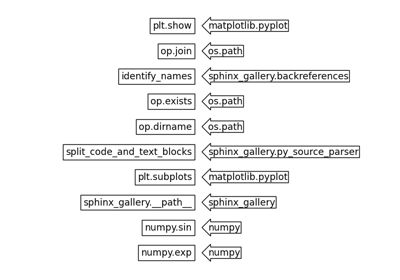 plt.show matplotlib.pyplot
op.join os.path
identify_names sphinx_gallery.backreferences
op.exists os.path
op.dirname os.path
split_code_and_text_blocks sphinx_gallery.py_source_parser
plt.subplots matplotlib.pyplot
sphinx_gallery.__path__ sphinx_gallery
numpy.sin numpy
numpy.exp numpy